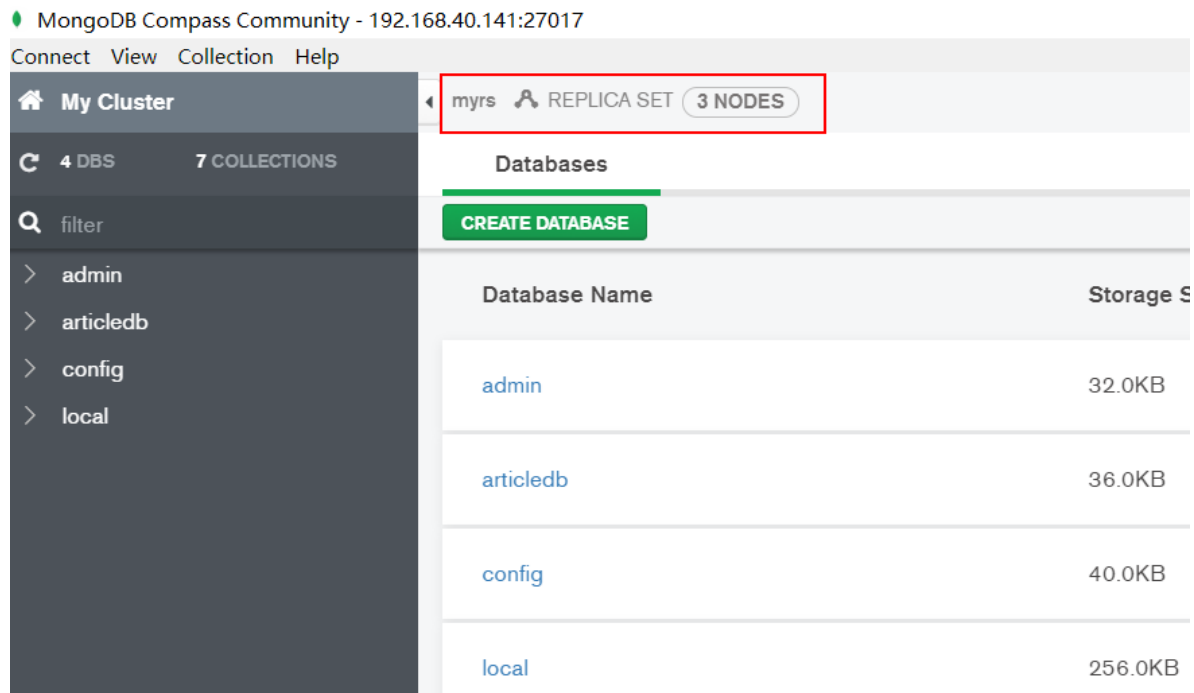 MongoDB Compass Community - 192.168.40.141:27017
Connect View Collection Help
My Cluster
myrs REPLICA SET 3 NODES
4 DBS 7 COLLECTIONS
Databases
filter
CREATE DATABASE
admin
articledb
config
local
Database Name Storage S
admin 32.0KB
articledb 36.0KB
config 40.0KB
local 256.0KB